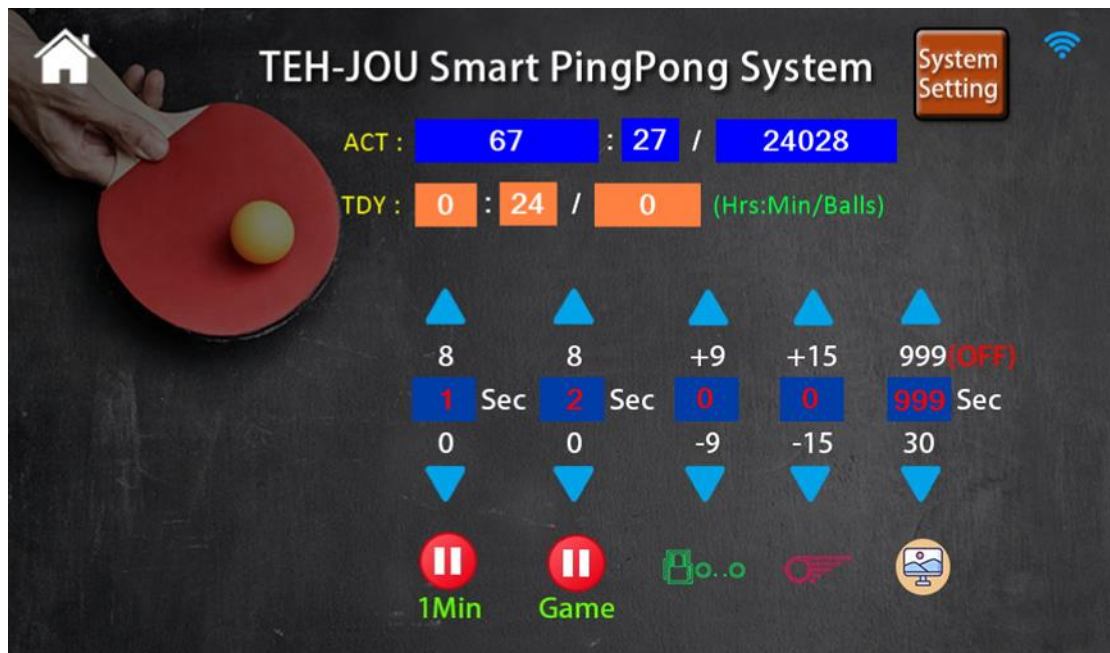 TEH-JOU Smart PingPong System
System
Setting
ACT : 67 : 27 / 24028
TDY : 0 : 24 / 0 (Hrs:Min/Balls)
8 8 +9 +15 999(OFF)
1 Sec 2 Sec 0 0 999 Sec
0 0 -9 -15 30
1Min Game